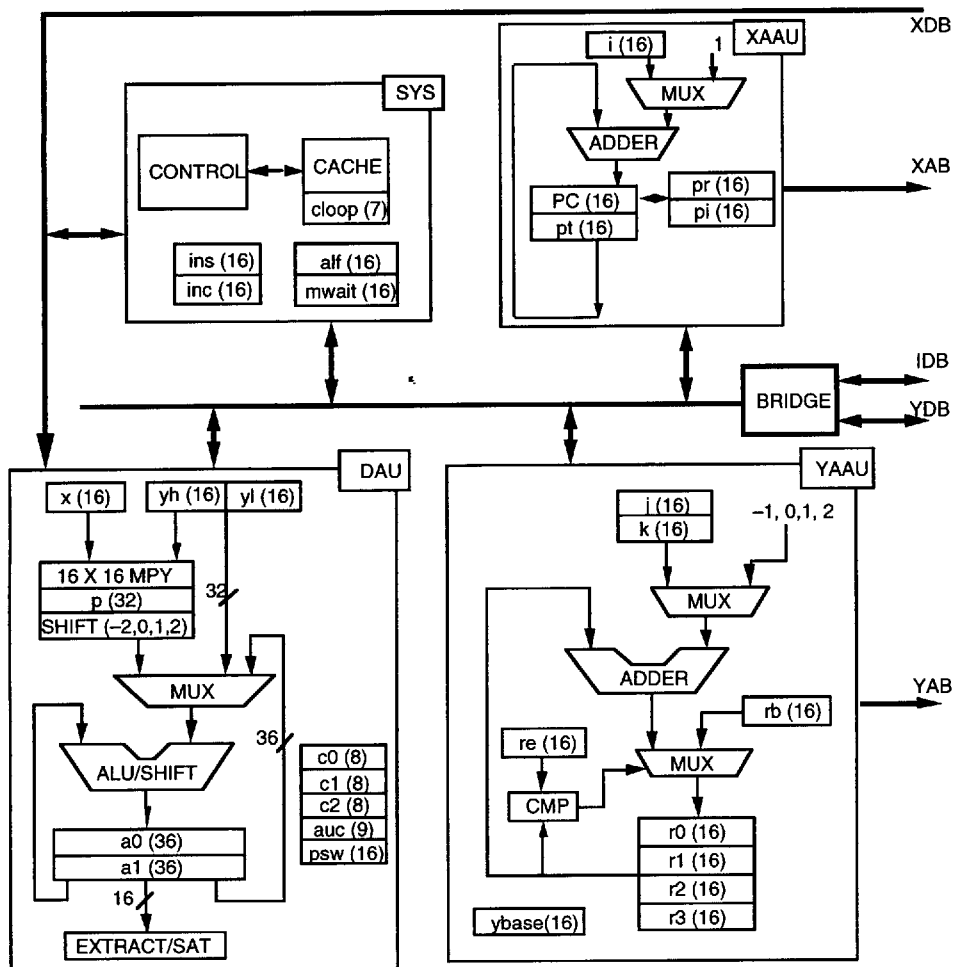 XDB
XAAU
i (16)
1
MUX
ADDER
PC (16)
pt (16)
pr (16)
pi (16)
XAB
SYS
CONTROL
CACHE
cloop (7)
ins (16)
inc (16)
alf (16)
mwait (16)
BRIDGE
IDB
YDB
DAU
x (16)
yh (16)
yl (16)
16 X 16 MPY
p (32)
SHIFT (–2,0,1,2)
32
MUX
36
ALU/SHIFT
a0 (36)
a1 (36)
16
EXTRACT/SAT
c0 (8)
c1 (8)
c2 (8)
auc (9)
psw (16)
YAAU
j (16)
k (16)
–1, 0,1, 2
MUX
ADDER
rb (16)
re (16)
MUX
CMP
r0 (16)
r1 (16)
r2 (16)
r3 (16)
ybase(16)
YAB